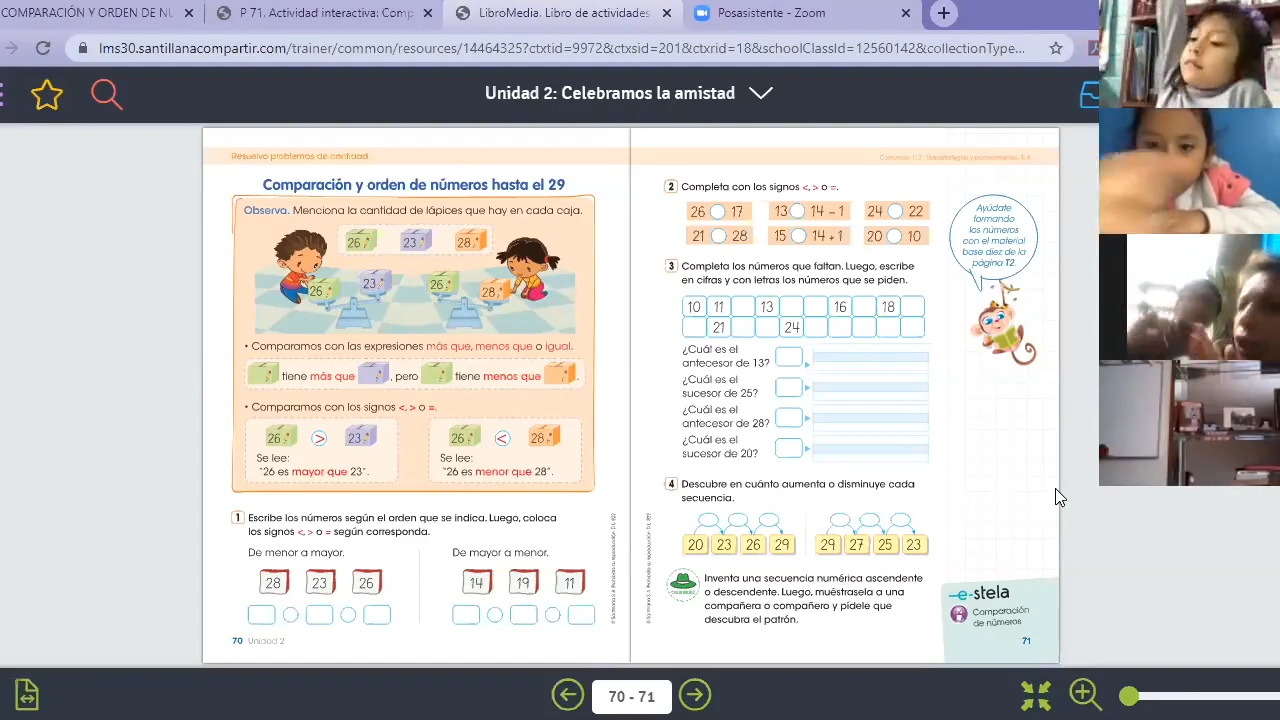 COMPARACIÓN Y ORDEN DE NÚ
P 71. Actividad interactiva: Comp
LibroMedia. Libro de actividades
Posasistente - Zoom
lms30.santillanacompartir.com/trainer/common/resources/14464325?ctxtid=9972&ctxsid=201&ctxrid=18&schoolClassId=12560142&collectionType...
Unidad 2: Celebramos la amistad
Resuelvo problemas de cantidad
Comparación y orden de números hasta el 29
Observa. Menciona la cantidad de lápices que hay en cada caja.
26 23 28
26 23 26 28
• Comparamos con las expresiones más que, menos que o igual.
tiene más que , pero tiene menos que .
• Comparamos con los signos <, > o =.
26 > 23 26 < 28
Se lee: Se lee:
"26 es mayor que 23". "26 es menor que 28".
1 Escribe los números según el orden que se indica. Luego, coloca
los signos <, > o = según corresponda.
De menor a mayor. De mayor a menor.
28 23 26 14 19 11
70 Unidad 2
2 Completa con los signos <, > o =.
26 17 13 14 - 1 24 22
21 28 15 14 + 1 20 10
Ayúdate
formando
los números
con el material
base diez de la
página T2.
3 Completa los números que faltan. Luego, escribe
en cifras y con letras los números que se piden.
10 11 13 16 18
21 24
¿Cuál es el
antecesor de 13?
¿Cuál es el
sucesor de 25?
¿Cuál es el
antecesor de 28?
¿Cuál es el
sucesor de 20?
4 Descubre en cuánto aumenta o disminuye cada
secuencia.
20 23 26 29 29 27 25 23
Inventa una secuencia numérica ascendente
o descendente. Luego, muéstrasela a una
compañera o compañero y pídele que
descubra el patrón.
e-stela
Comparación
de números
71
70 - 71